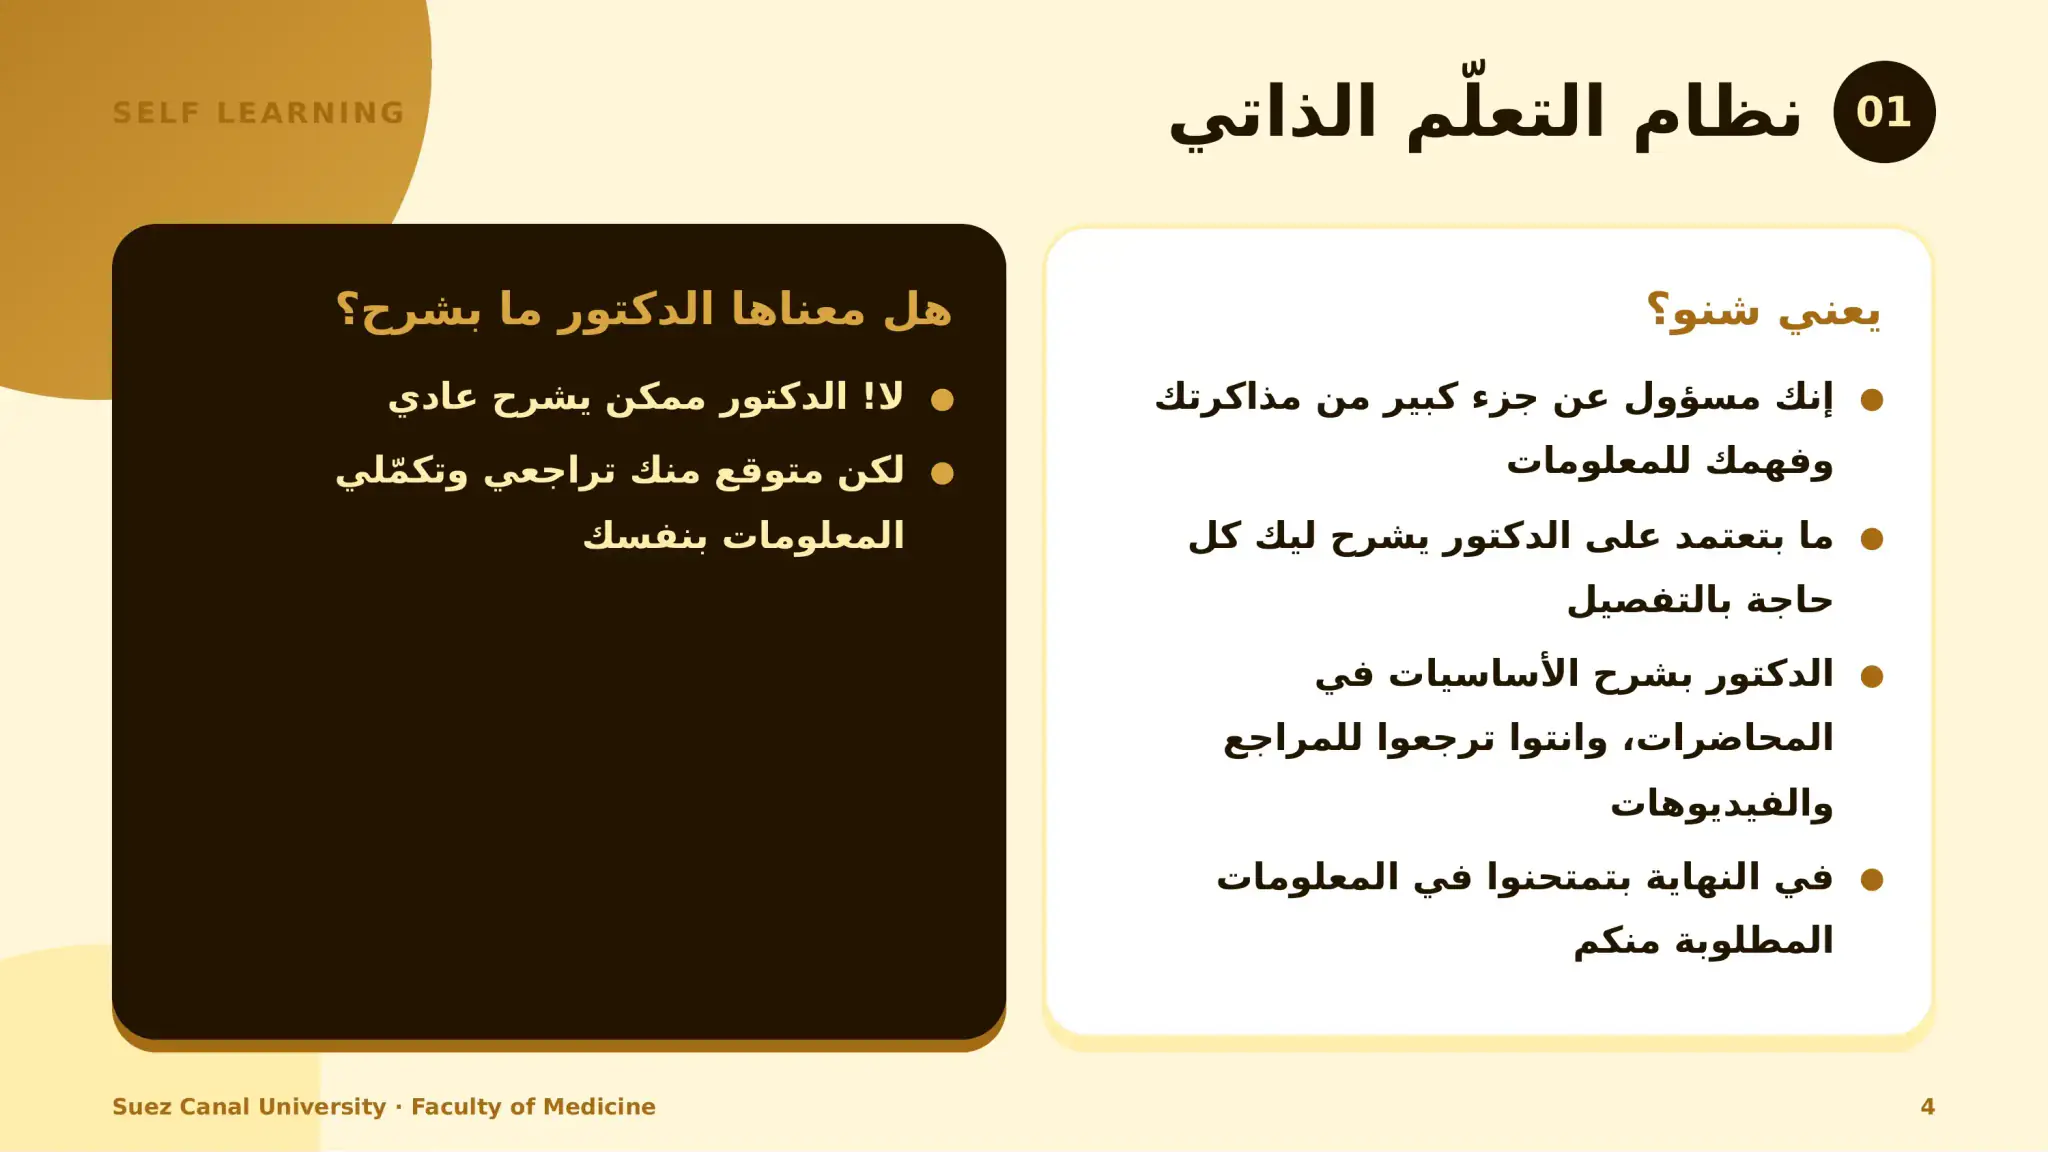 01
نظام التعلّم الذاتي
SELF LEARNING
يعني شنو؟
إنك مسؤول عن جزء كبير من مذاكرتك
وفهمك للمعلومات
ما بتعتمد على الدكتور يشرح ليك كل
حاجة بالتفصيل
الدكتور بشرح الأساسيات في
المحاضرات، وانتوا ترجعوا للمراجع
والفيديوهات
في النهاية بتمتحنوا في المعلومات
المطلوبة منكم
هل معناها الدكتور ما بشرح؟
لا! الدكتور ممكن يشرح عادي
لكن متوقع منك تراجعي وتكمّلي
المعلومات بنفسك
Suez Canal University · Faculty of Medicine
4